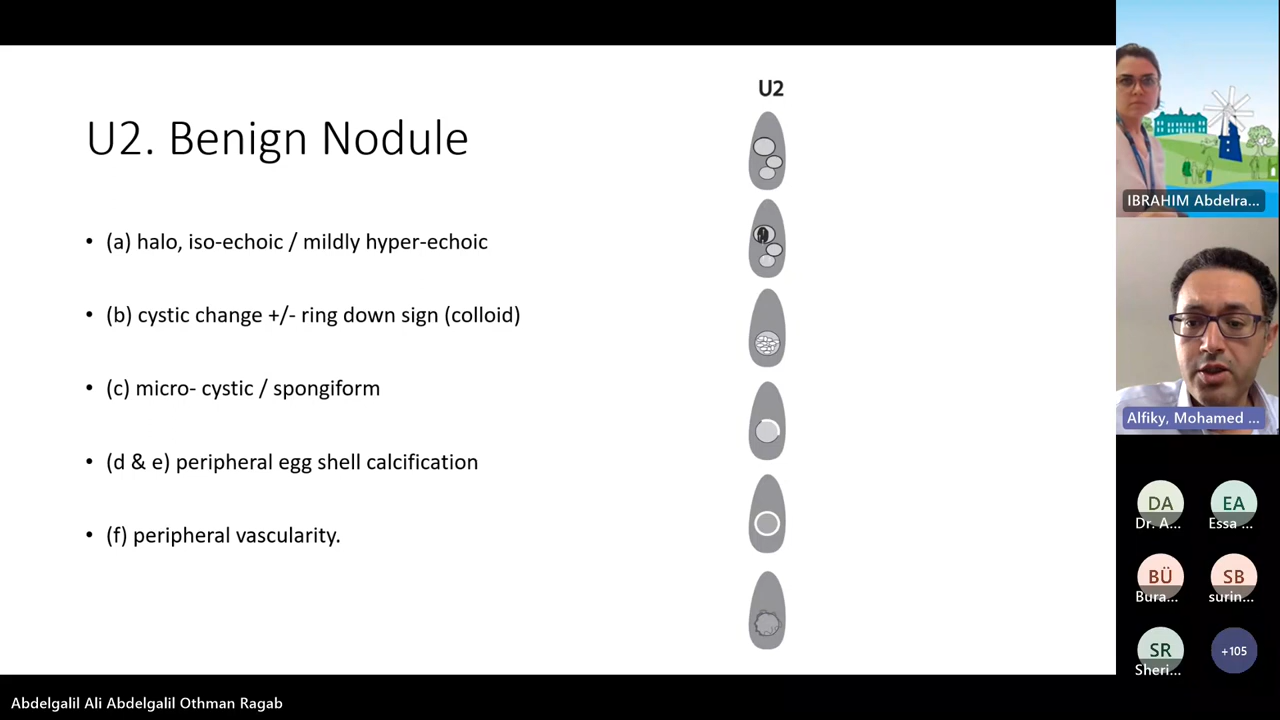 U2. Benign Nodule
• (a) halo, iso-echoic / mildly hyper-echoic
• (b) cystic change +/- ring down sign (colloid)
• (c) micro- cystic / spongiform
• (d & e) peripheral egg shell calcification
• (f) peripheral vascularity.
U2
IBRAHIM Abdelra...
Alfiky, Mohamed ...
DA
EA
Dr. A...
Essa ...
BÜ
SB
Bura...
surin...
SR
+105
Sheri...
Abdelgalil Ali Abdelgalil Othman Ragab